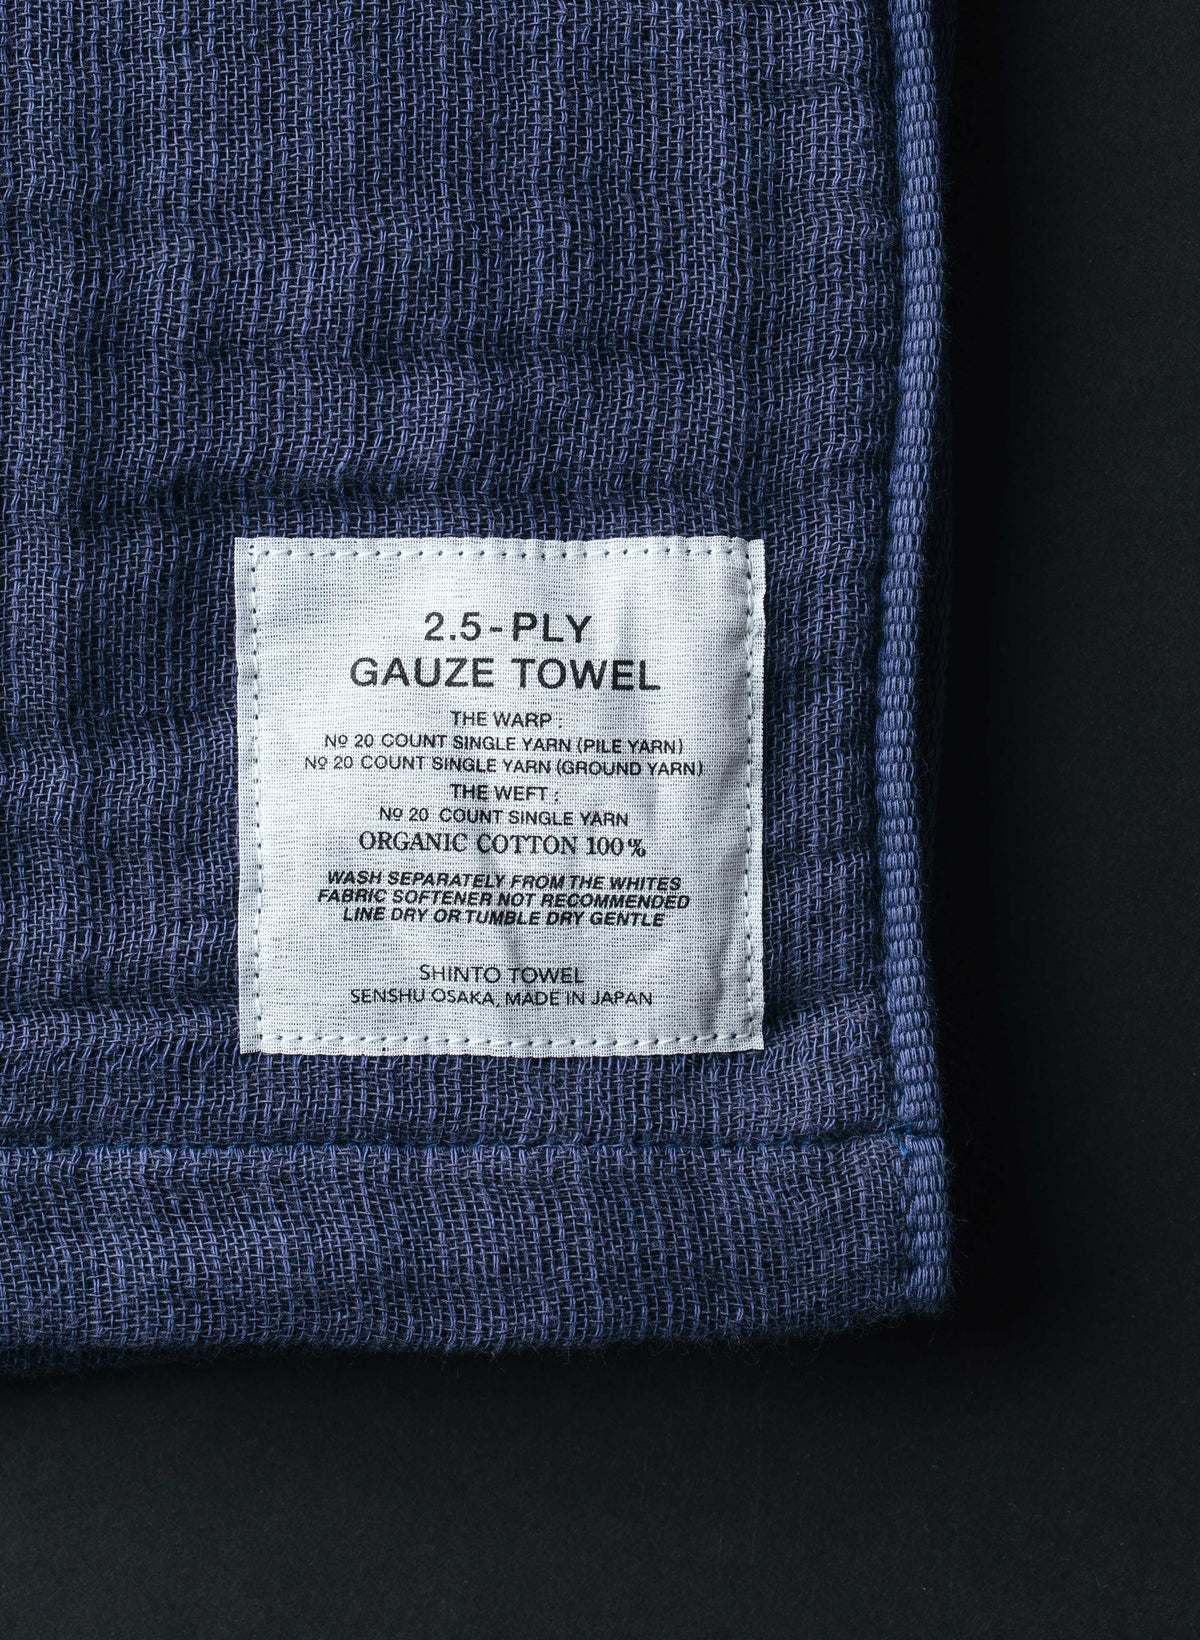 2.5-PLY
GAUZE TOWEL
THE WARP :
Nº 20 COUNT SINGLE YARN (PILE YARN)
Nº 20 COUNT SINGLE YARN (GROUND YARN)
THE WEFT :
Nº 20 COUNT SINGLE YARN
ORGANIC COTTON 100%
WASH SEPARATELY FROM THE WHITES
FABRIC SOFTENER NOT RECOMMENDED
LINE DRY OR TUMBLE DRY GENTLE
SHINTO TOWEL
SENSHU OSAKA, MADE IN JAPAN